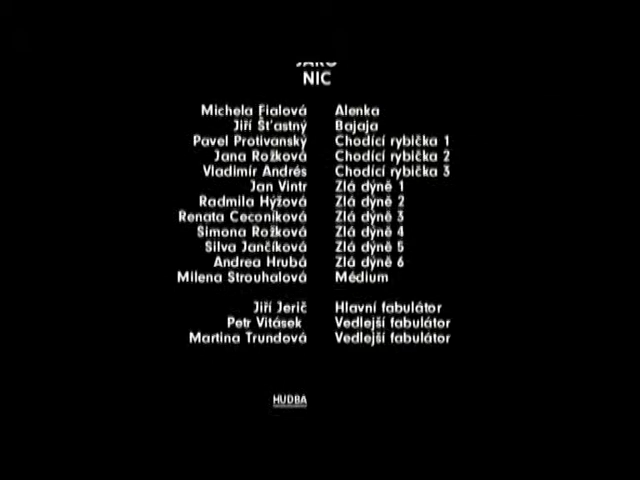 JAKO
NIC
Michela Fialová Alenka
Jiří Šťastný Bajaja
Pavel Protivanský Chodící rybička 1
Jana Rožková Chodící rybička 2
Vladimír Andrés Chodící rybička 3
Jan Vintr Zlá dýně 1
Radmila Hýžová Zlá dýně 2
Renata Ceconíková Zlá dýně 3
Simona Rožková Zlá dýně 4
Silva Jančíková Zlá dýně 5
Andrea Hrubá Zlá dýně 6
Milena Strouhalová Médium
Jiří Jerič Hlavní fabulátor
Petr Vitásek Vedlejší fabulátor
Martina Trundová Vedlejší fabulátor
HUDBA